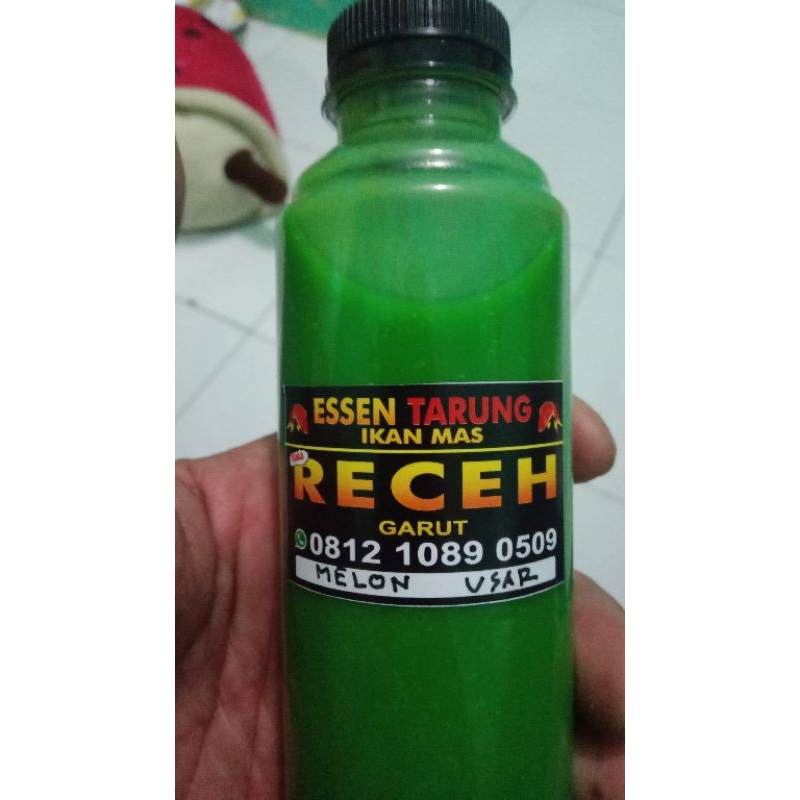 ESSEN TARUNG
IKAN MAS
RECEH
GARUT
0812 1089 0509
MELON USAR